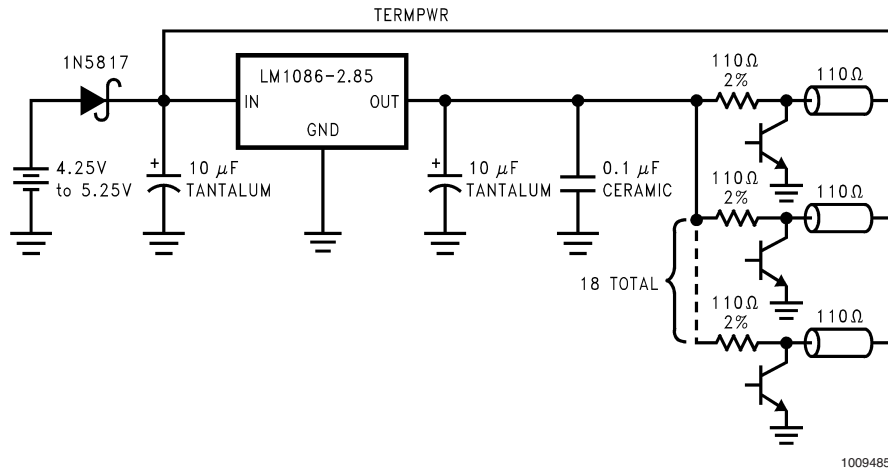 TERMPWR
1N5817
LM1086-2.85
IN
OUT
GND
4.25V
to 5.25V
+
10 μF
TANTALUM
+
10 μF
TANTALUM
0.1 μF
CERAMIC
110Ω
2%
110Ω
110Ω
2%
110Ω
18 TOTAL
110Ω
2%
110Ω
1009485